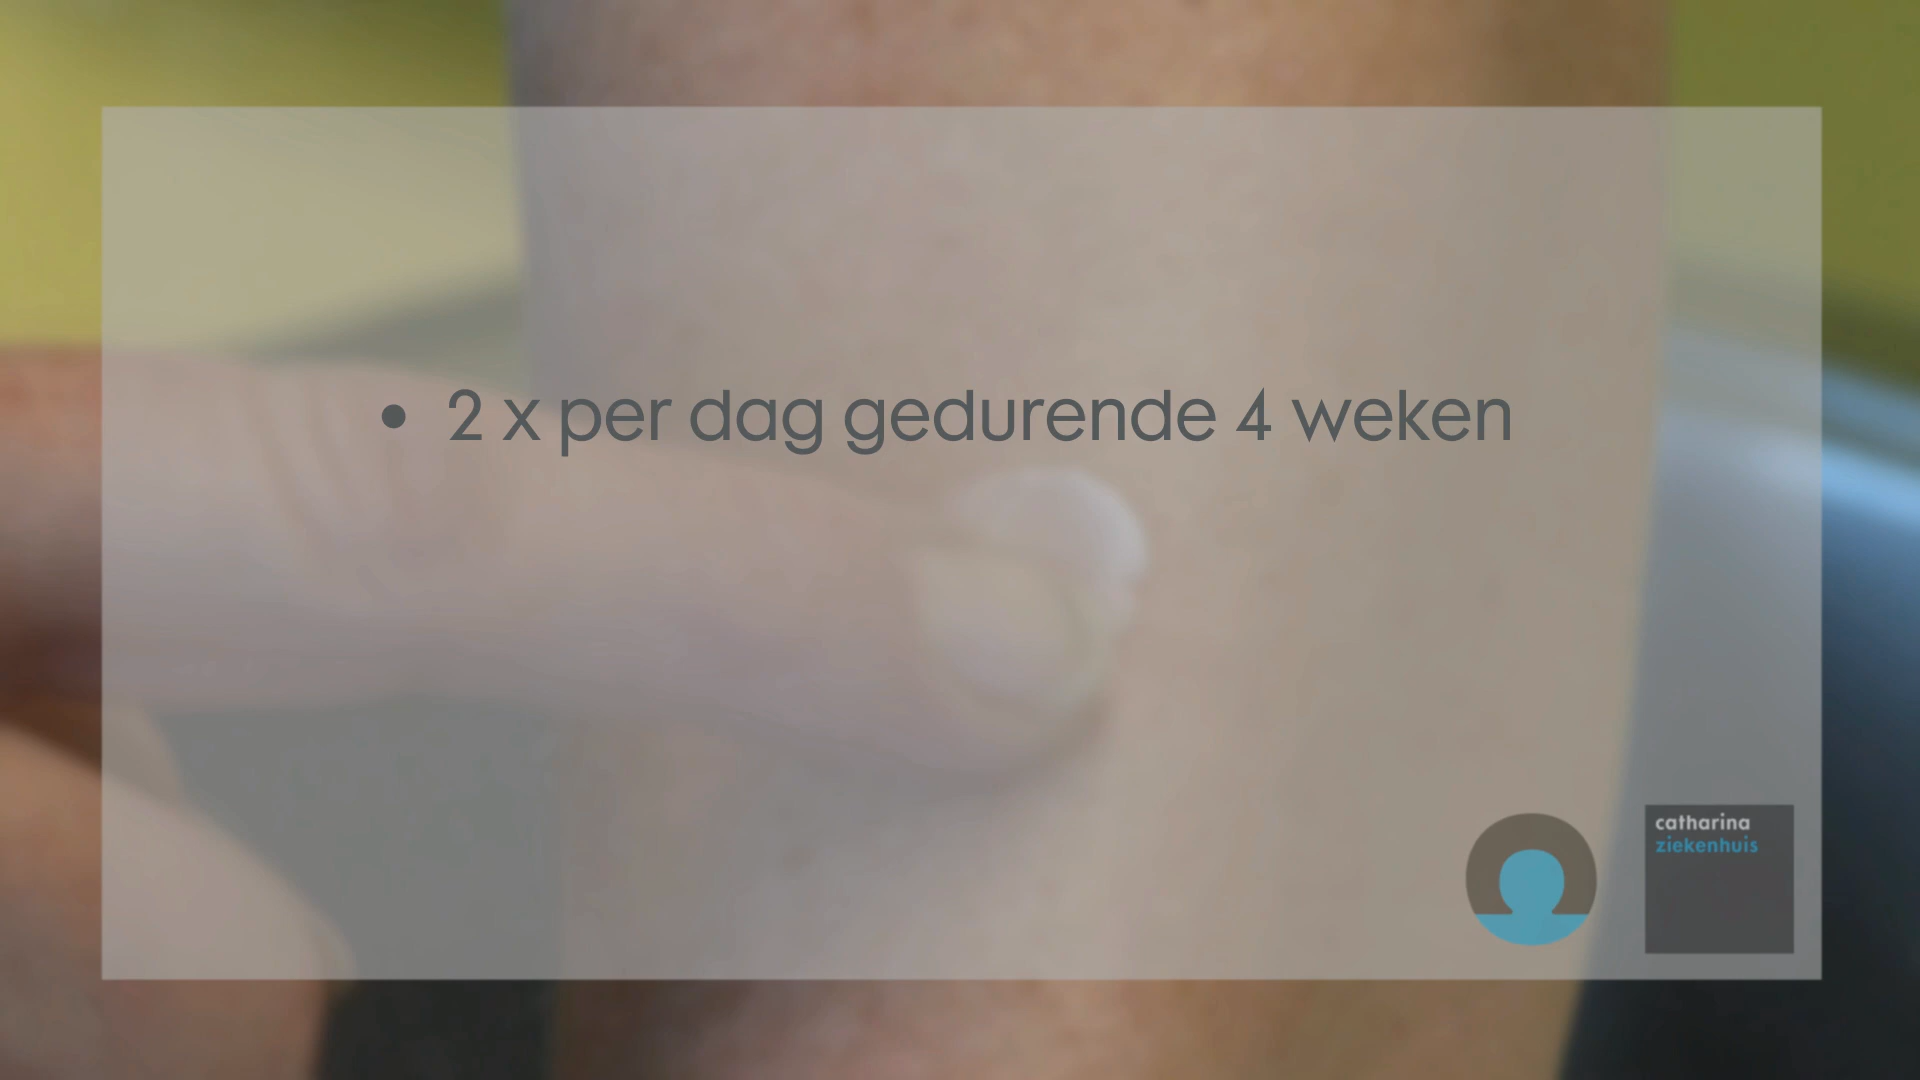 • 2 x per dag gedurende 4 weken
catharina
ziekenhuis